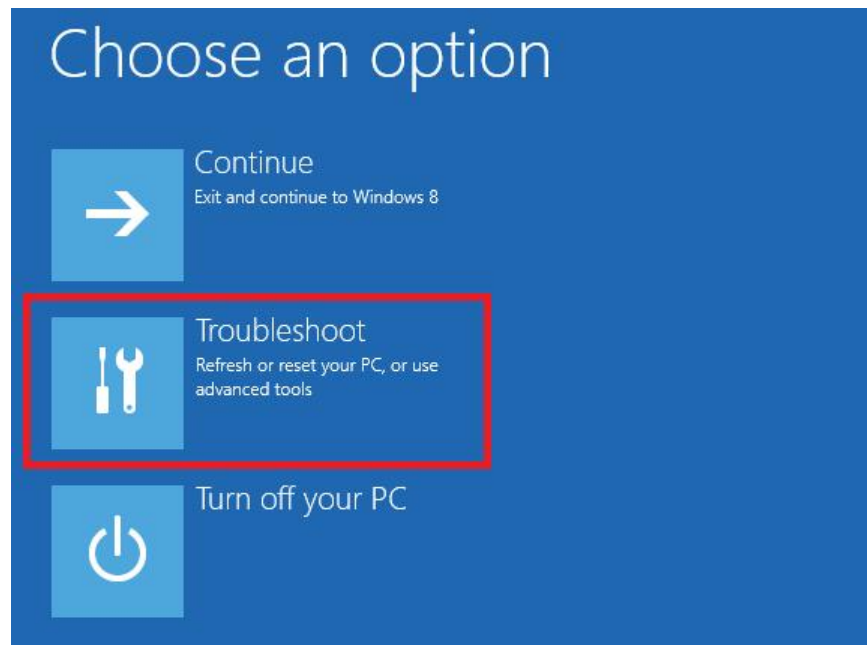 Choose an option
Continue
Exit and continue to Windows 8
Troubleshoot
Refresh or reset your PC, or use
advanced tools
Turn off your PC